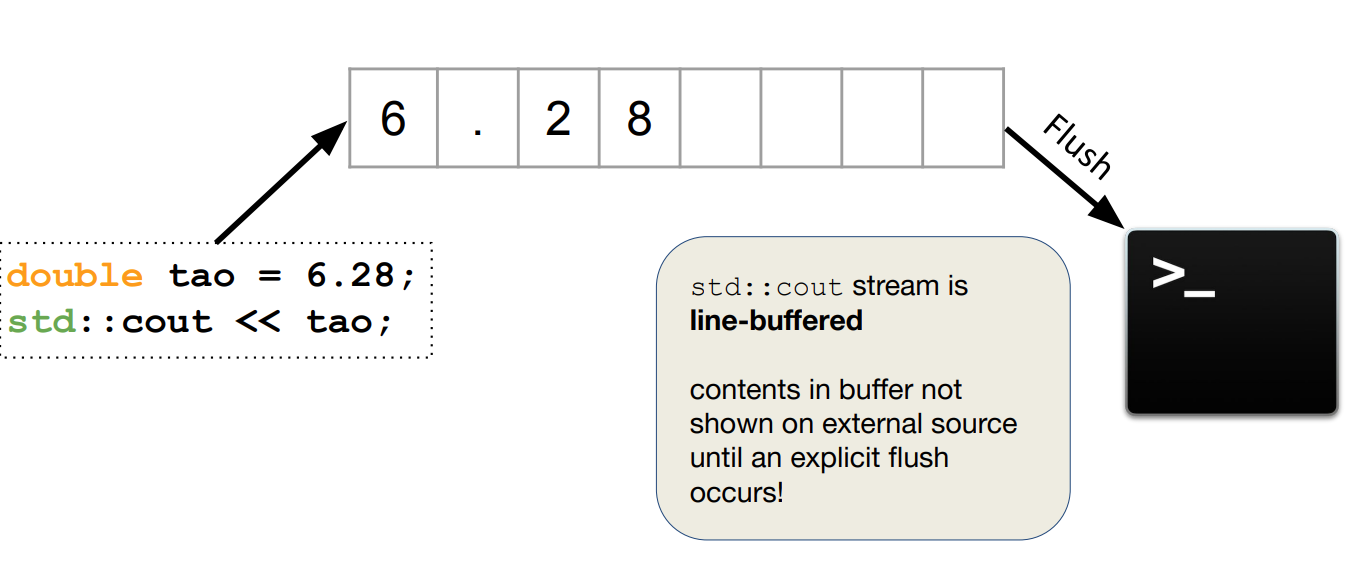 6 . 2 8
Flush
double tao = 6.28;
std::cout << tao;
std::cout stream is
line-buffered
contents in buffer not
shown on external source
until an explicit flush
occurs!
>_